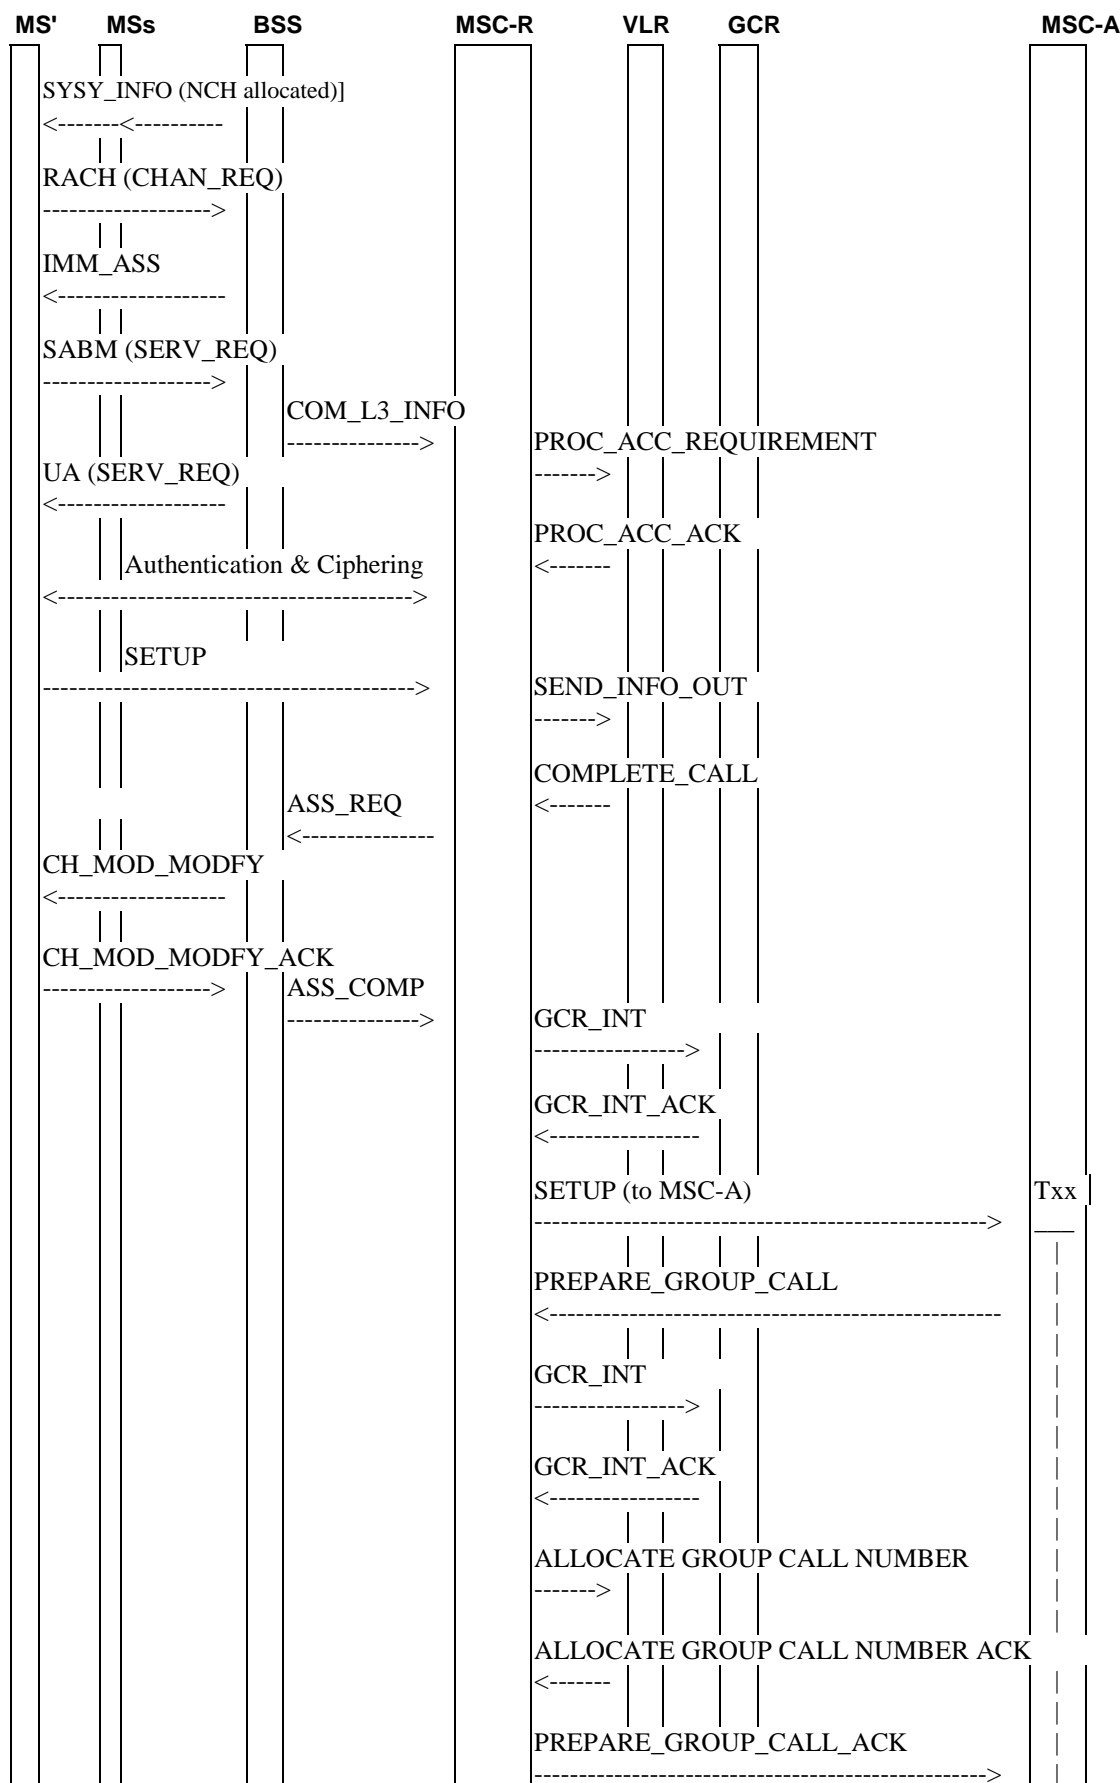 MS' MSs BSS MSC-R VLR GCR MSC-A
SYSY_INFO (NCH allocated)]
<-------<----------
RACH (CHAN_REQ)
------------------->
IMM_ASS
<-------------------
SABM (SERV_REQ)
------------------->
COM_L3_INFO
---------------> PROC_ACC_REQUIREMENT
UA (SERV_REQ) ------->
<-------------------
PROC_ACC_ACK
Authentication & Ciphering <-------
<---------------------------------------->
SETUP
------------------------------------------> SEND_INFO_OUT
------->
COMPLETE_CALL
ASS_REQ <-------
<---------------
CH_MOD_MODFY
<-------------------
CH_MOD_MODFY_ACK
-------------------> ASS_COMP
---------------> GCR_INT
----------------->
GCR_INT_ACK
<-----------------
SETUP (to MSC-A) Txx |
---------------------------------------------------> ___
PREPARE_GROUP_CALL
<---------------------------------------------------
GCR_INT
----------------->
GCR_INT_ACK
<-----------------
ALLOCATE GROUP CALL NUMBER
------->
ALLOCATE GROUP CALL NUMBER ACK
<-------
PREPARE_GROUP_CALL_ACK
--------------------------------------------------->